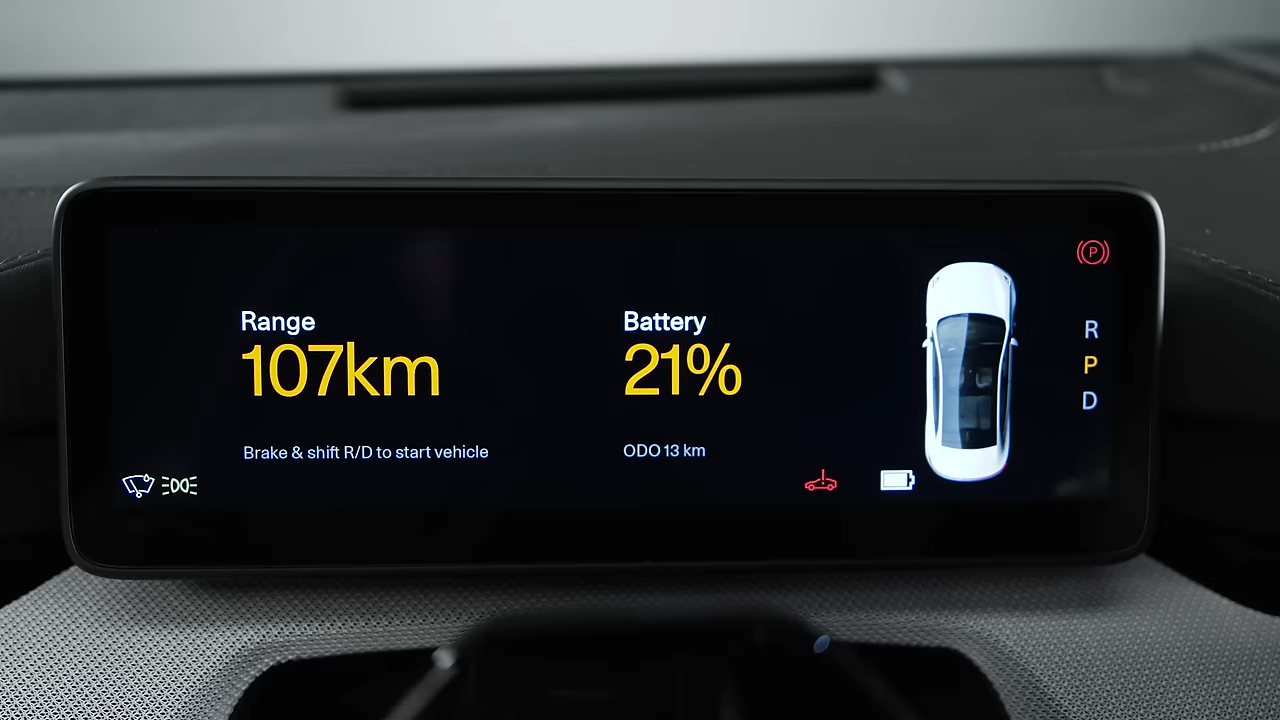 Range
107km
Brake & shift R/D to start vehicle
Battery
21%
ODO 13 km
P
R
P
D